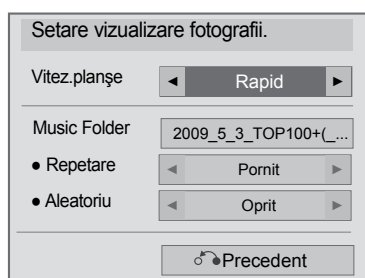 Setare vizualizare fotografii.
Vitez.planşe ◄ Rapid ►
Music Folder 2009_5_3_TOP100+(_...
● Repetare ◄ Pornit ►
● Aleatoriu ◄ Oprit ►
Precedent